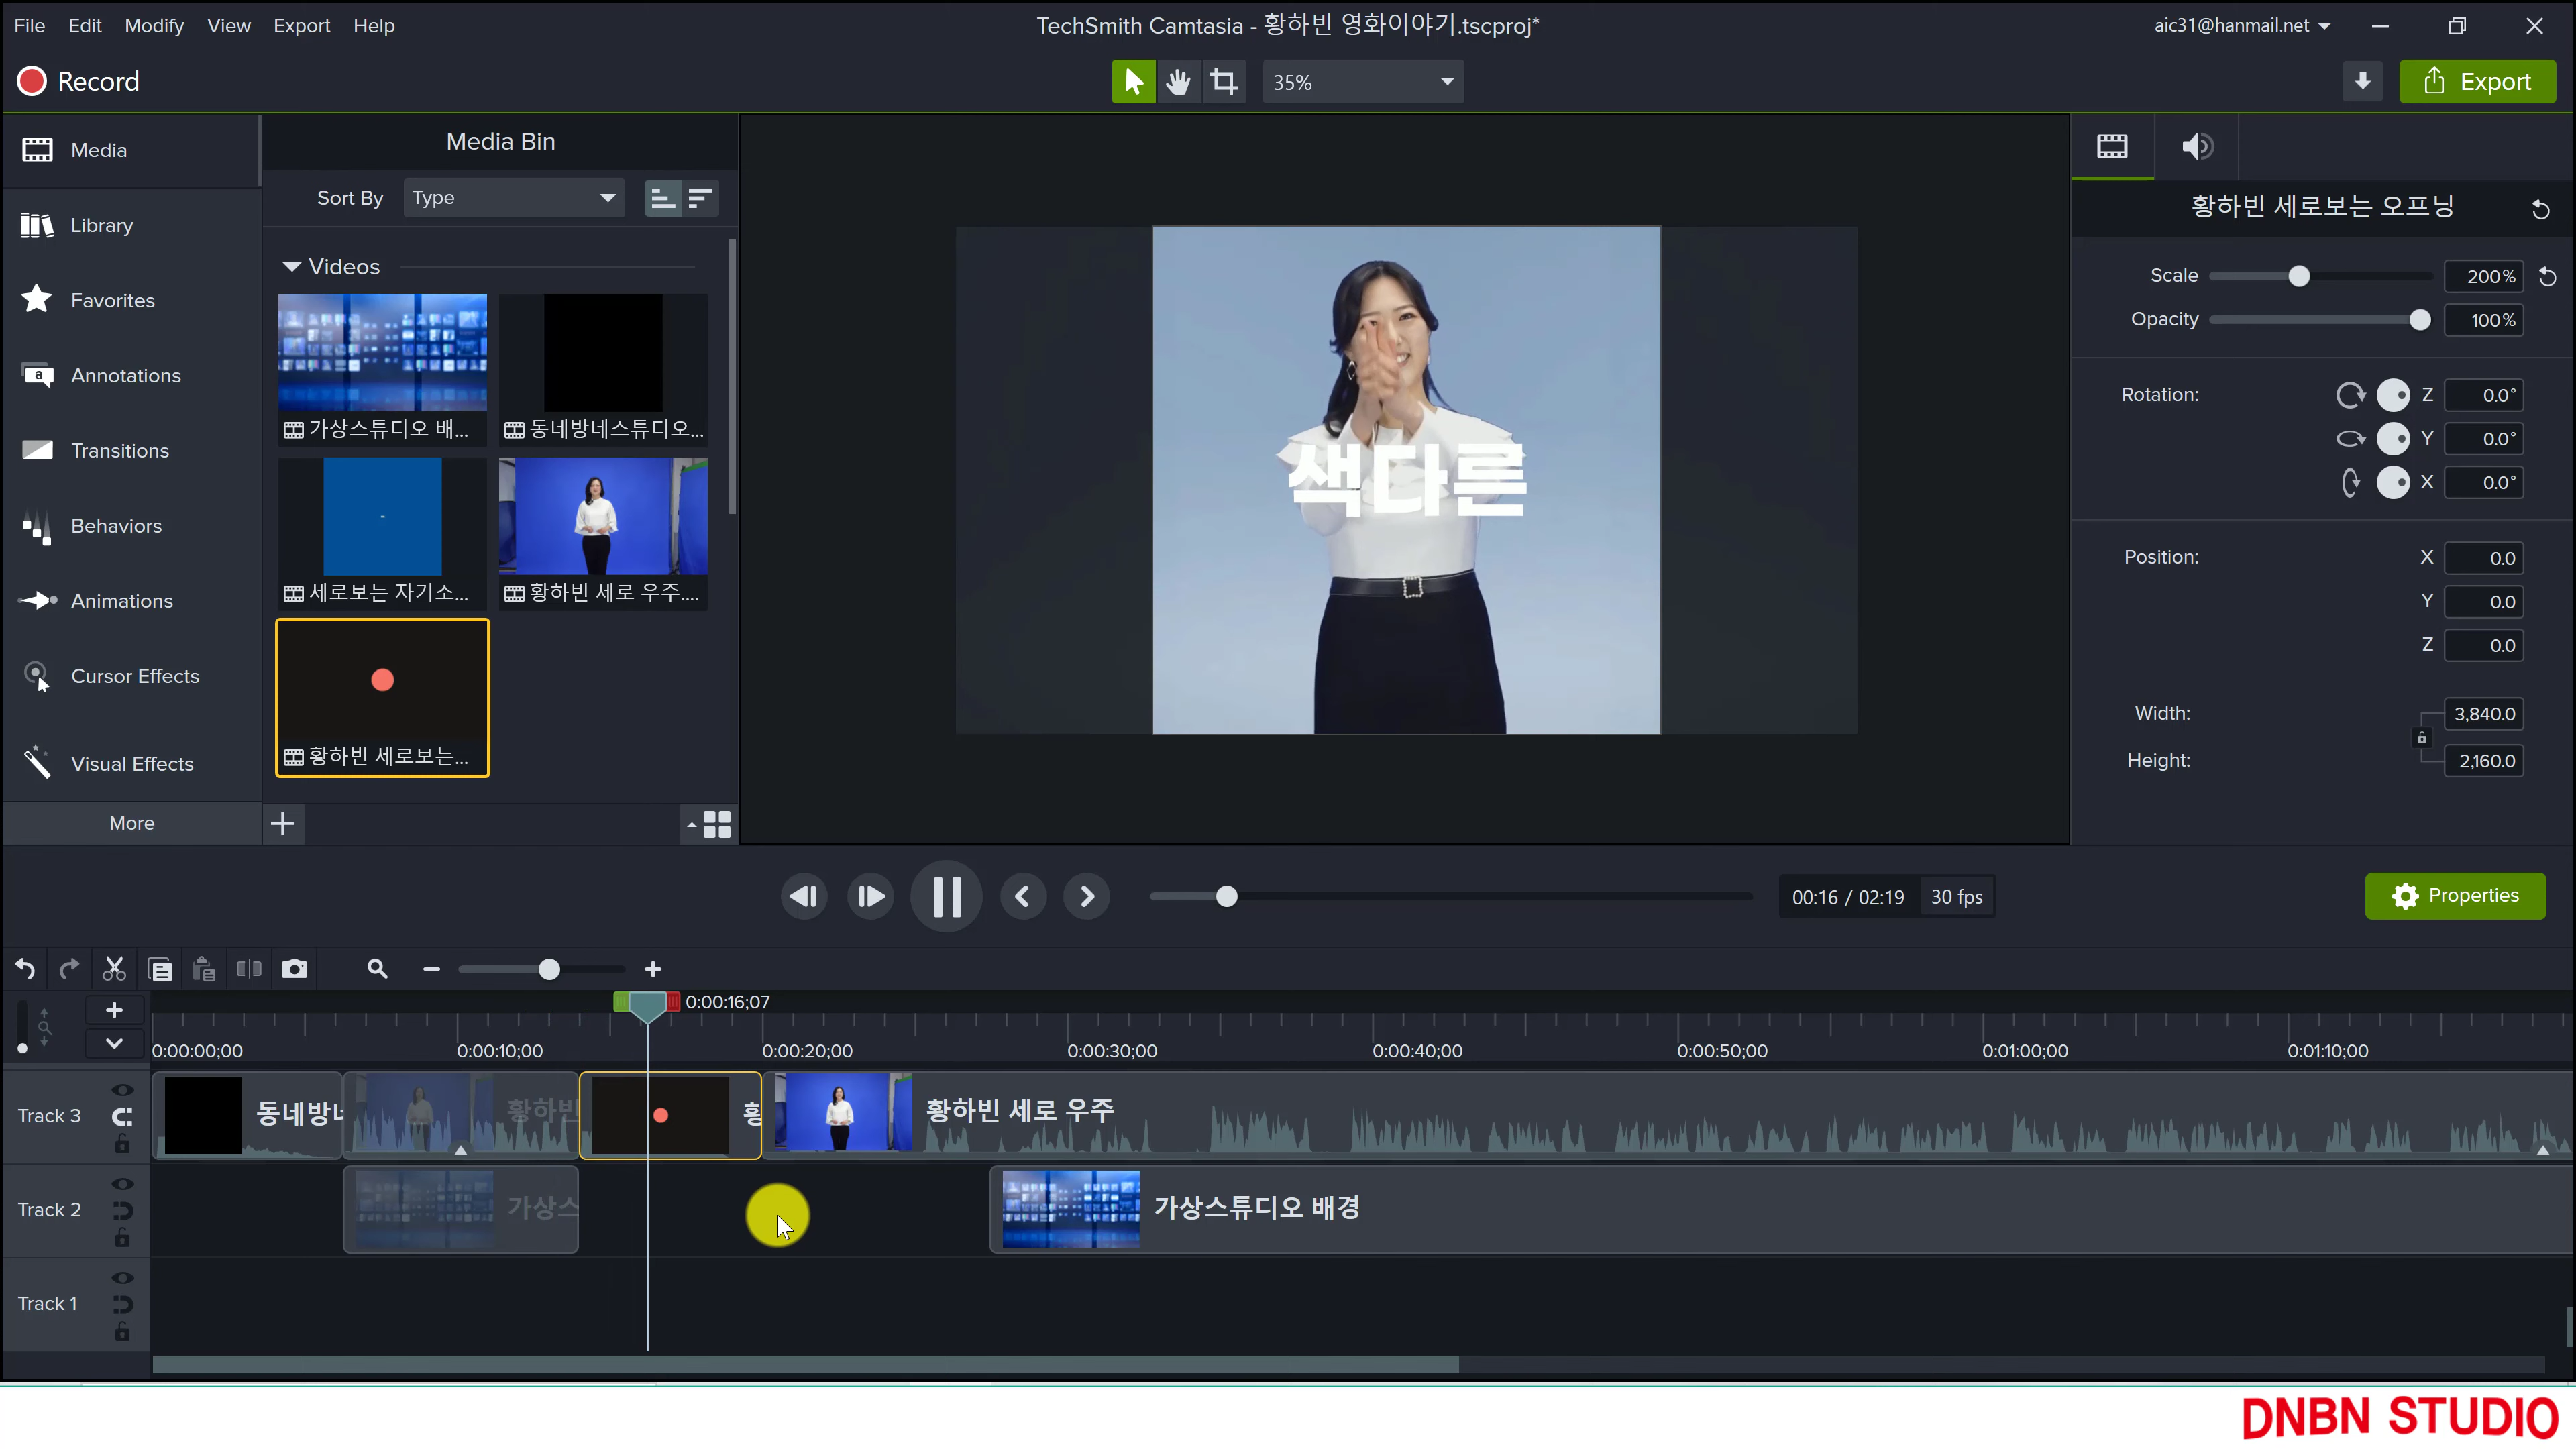 File Edit Modify View Export Help
TechSmith Camtasia - 황하빈 영화이야기.tscproj*
aic31@hanmail.net
Record
35%
Export
Media
Library
Favorites
Annotations
Transitions
Behaviors
Animations
Cursor Effects
Visual Effects
More
Media Bin
Sort By Type
Videos
가상스튜디오 배...
동네방네스튜디오...
세로보는 자기소...
황하빈 세로 우주....
황하빈 세로보는...
색다른
황하빈 세로보는 오프닝
Scale 200%
Opacity 100%
Rotation: Z 0.0°
Y 0.0°
X 0.0°
Position: X 0.0
Y 0.0
Z 0.0
Width: 3,840.0
Height: 2,160.0
00:16 / 02:19 30 fps
Properties
0:00:16;07
0:00:00;00 0:00:10;00 0:00:20;00 0:00:30;00 0:00:40;00 0:00:50;00 0:01:00;00 0:01:10;00
Track 3 동네방네 황하빈 황 황하빈 세로 우주
Track 2 가상스 가상스튜디오 배경
Track 1
DNBN STUDIO